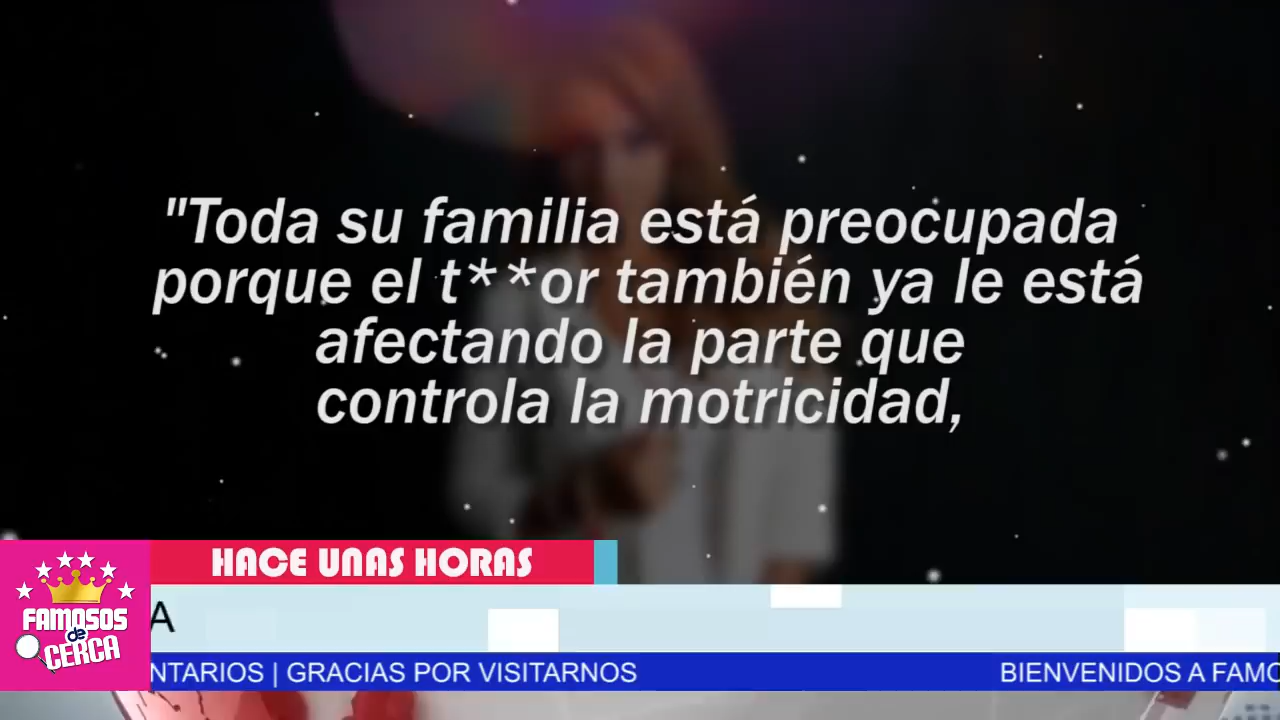 "Toda su familia está preocupada
porque el t**or también ya le está
afectando la parte que
controla la motricidad,
HACE UNAS HORAS
FAMOSOS
de
CERCA
A
NTARIOS | GRACIAS POR VISITARNOS
BIENVENIDOS A FAMO